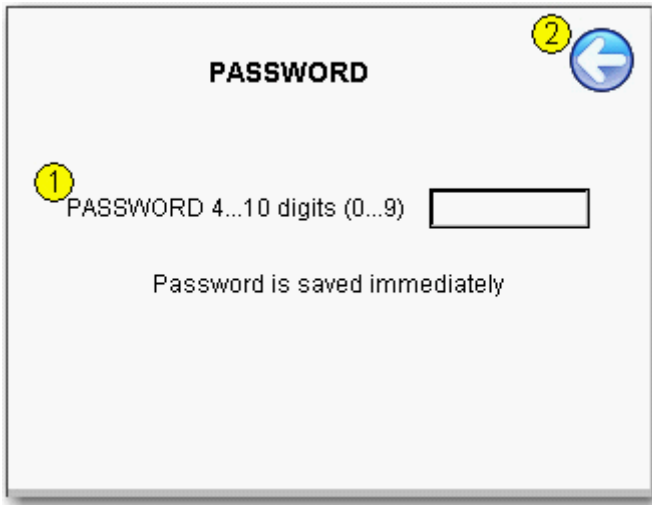 2
PASSWORD
1
PASSWORD 4...10 digits (0...9)
Password is saved immediately